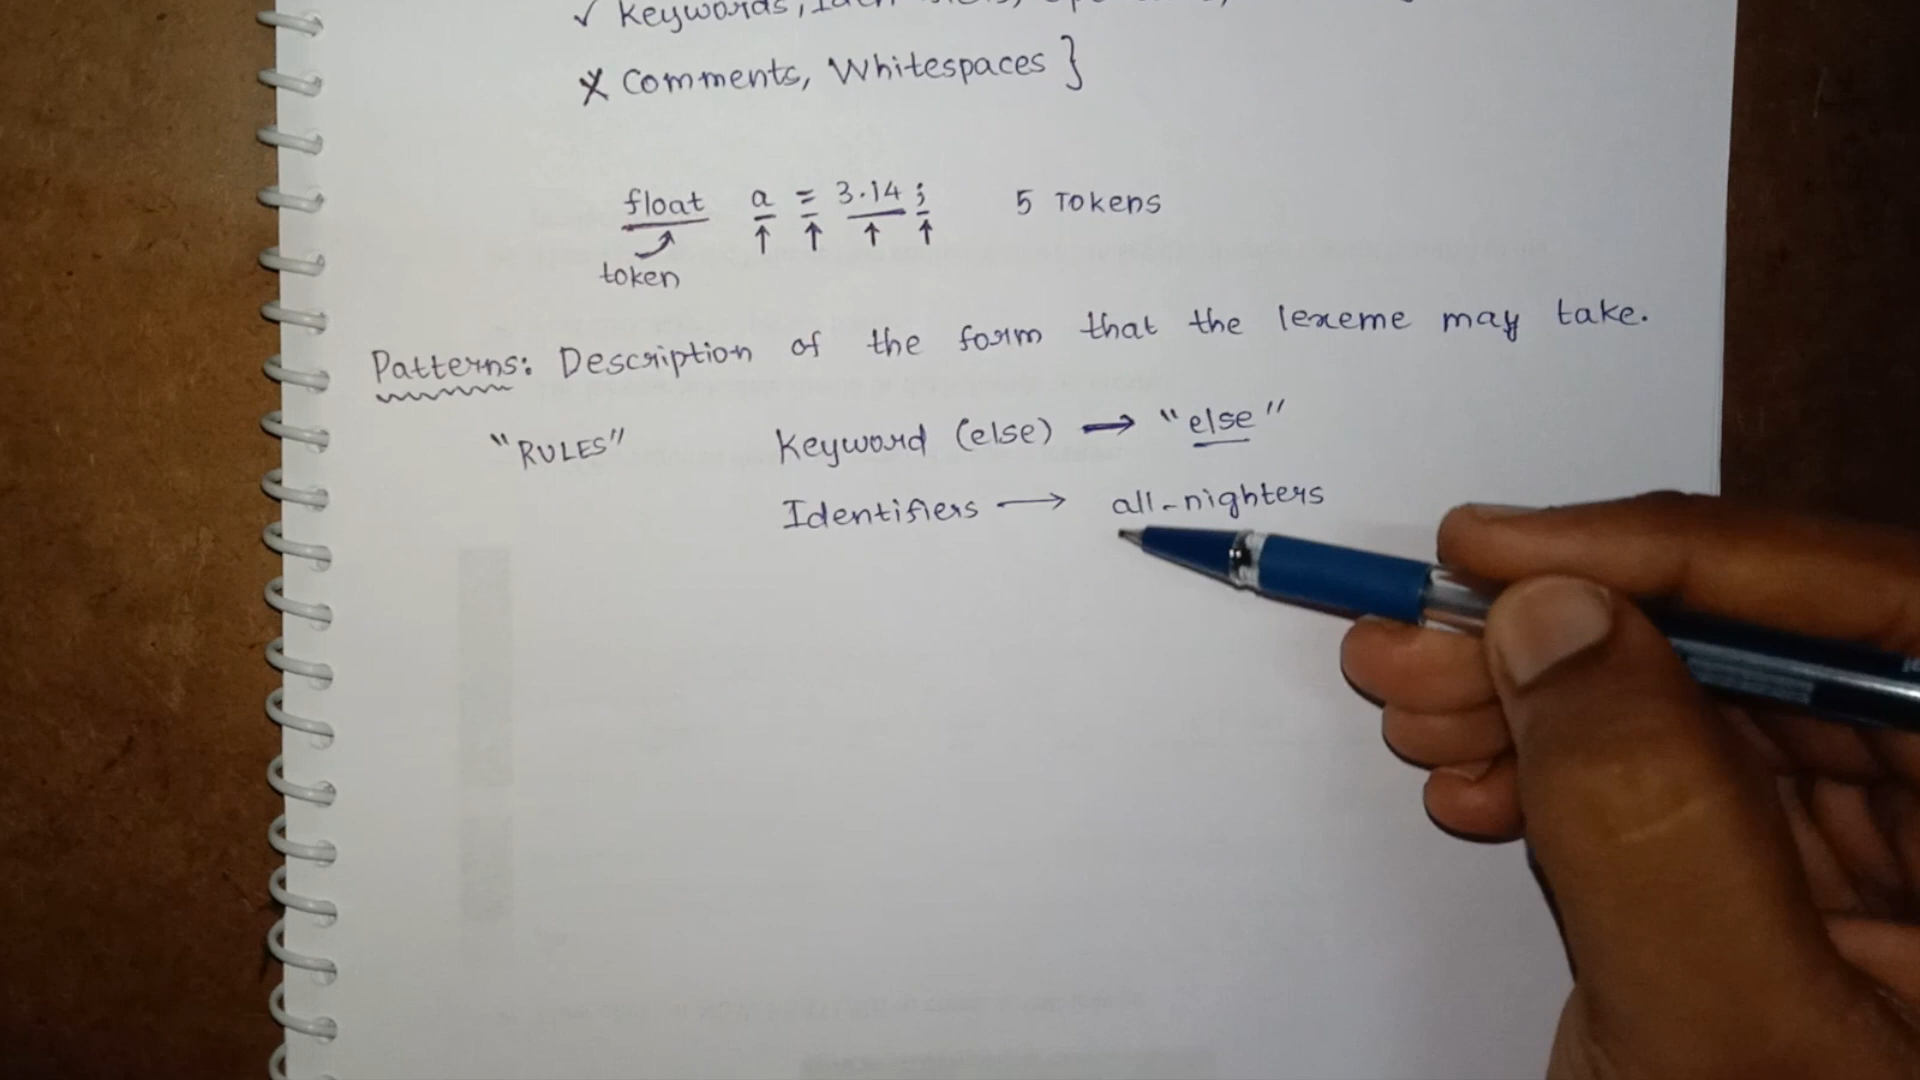 ✓ Keywords,
✗ Comments, Whitespaces }
float a = 3.14 ; 5 Tokens
↑ ↑ ↑ ↑
token
Patterns: Description of the form that the lexeme may take.
"RULES" Keyword (else) → "else"
Identifiers → all-nighters